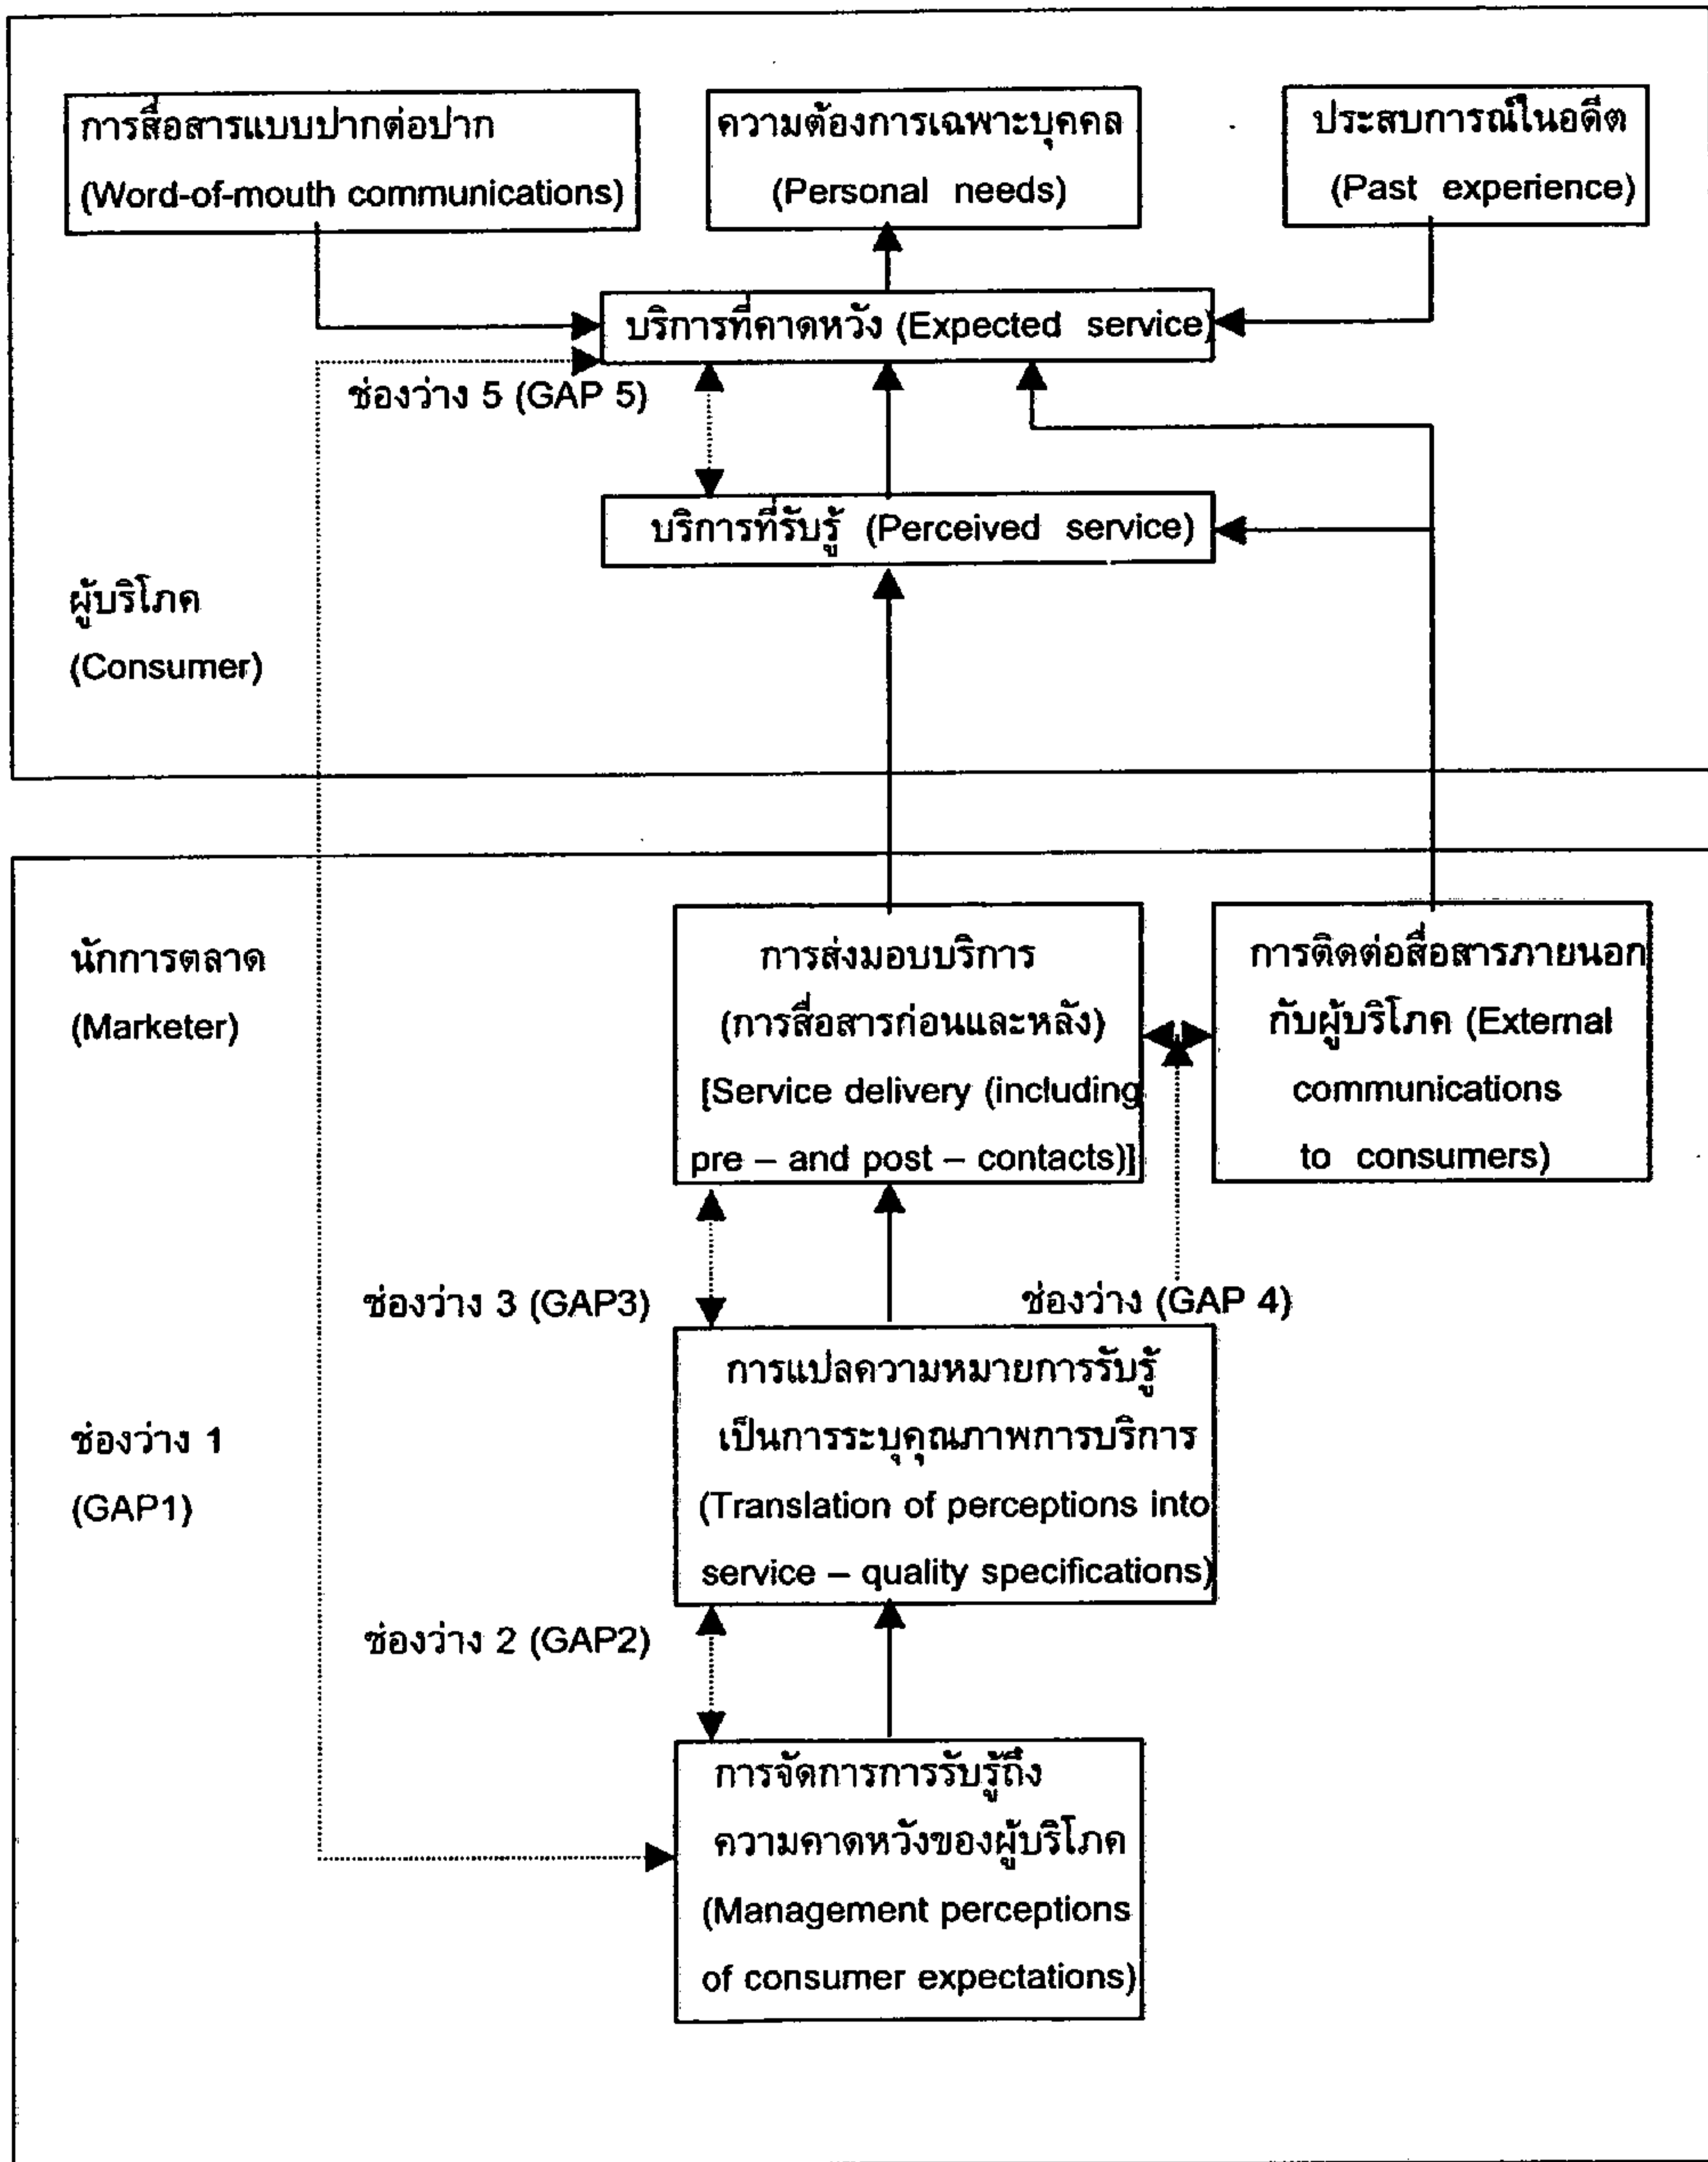 การสื่อสารแบบปากต่อปาก
(Word-of-mouth communications)
ความต้องการเฉพาะบุคคล
(Personal needs)
ประสบการณ์ในอดีต
(Past experience)
บริการที่คาดหวัง (Expected service)
ช่องว่าง 5 (GAP 5)
บริการที่รับรู้ (Perceived service)
ผู้บริโภค
(Consumer)
นักการตลาด
(Marketer)
การส่งมอบบริการ
(การสื่อสารก่อนและหลัง)
[Service delivery (including
pre – and post – contacts)]
การติดต่อสื่อสารภายนอก
กับผู้บริโภค (External
communications
to consumers)
ช่องว่าง 3 (GAP3)
ช่องว่าง (GAP 4)
การแปลความหมายการรับรู้
เป็นการระบุคุณภาพการบริการ
(Translation of perceptions into
service – quality specifications)
ช่องว่าง 1
(GAP1)
ช่องว่าง 2 (GAP2)
การจัดการการรับรู้ถึง
ความคาดหวังของผู้บริโภค
(Management perceptions
of consumer expectations)